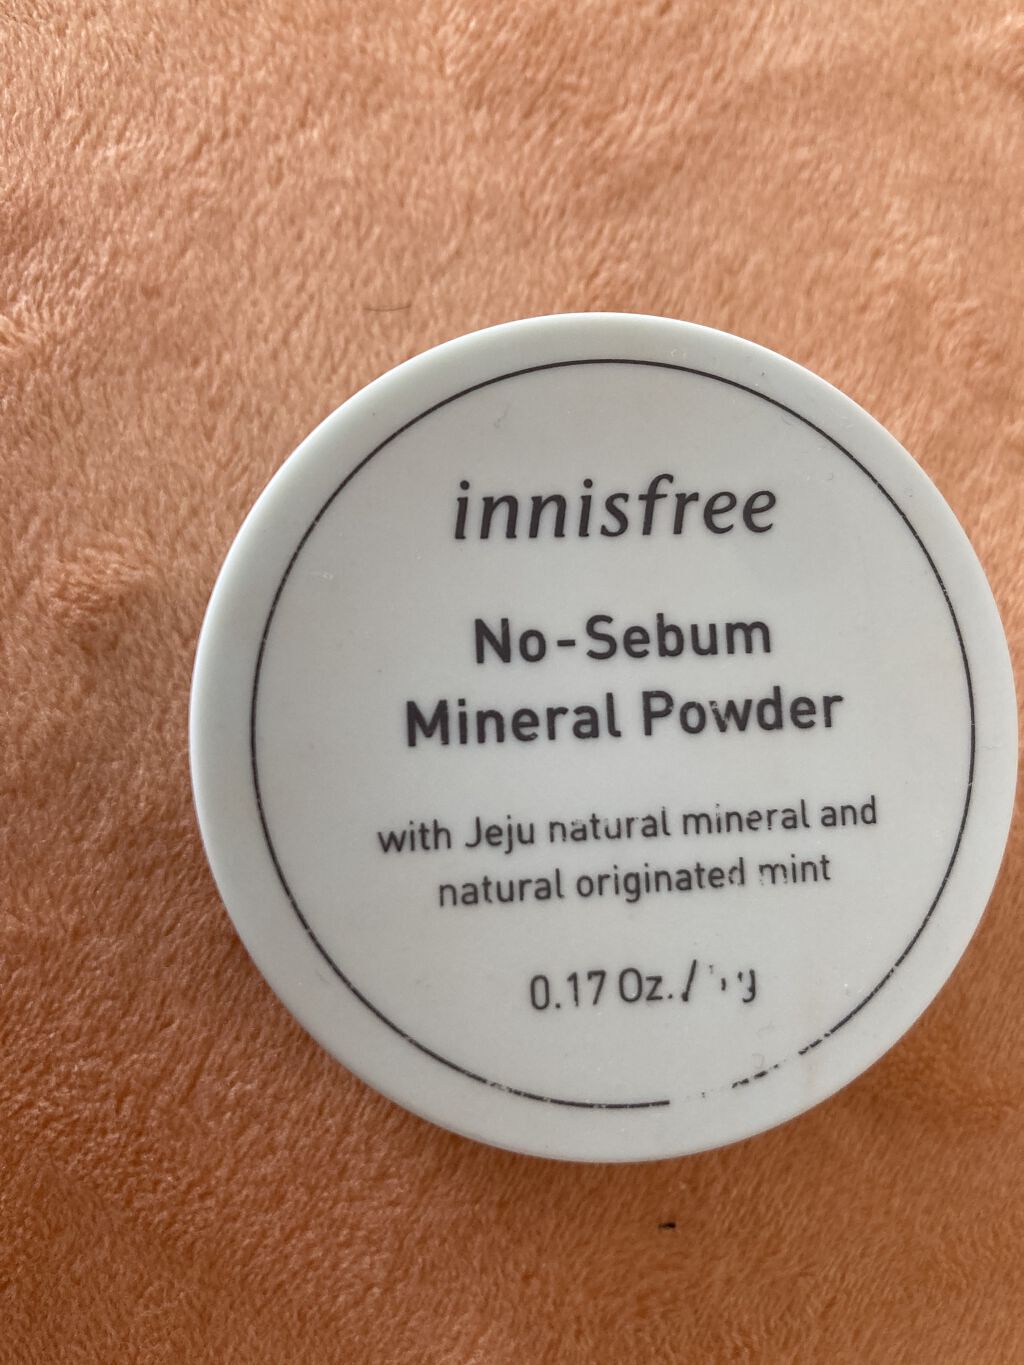 innisfree
No-Sebum
Mineral Powder
with Jeju natural mineral and
natural originated mint
0.17 Oz./